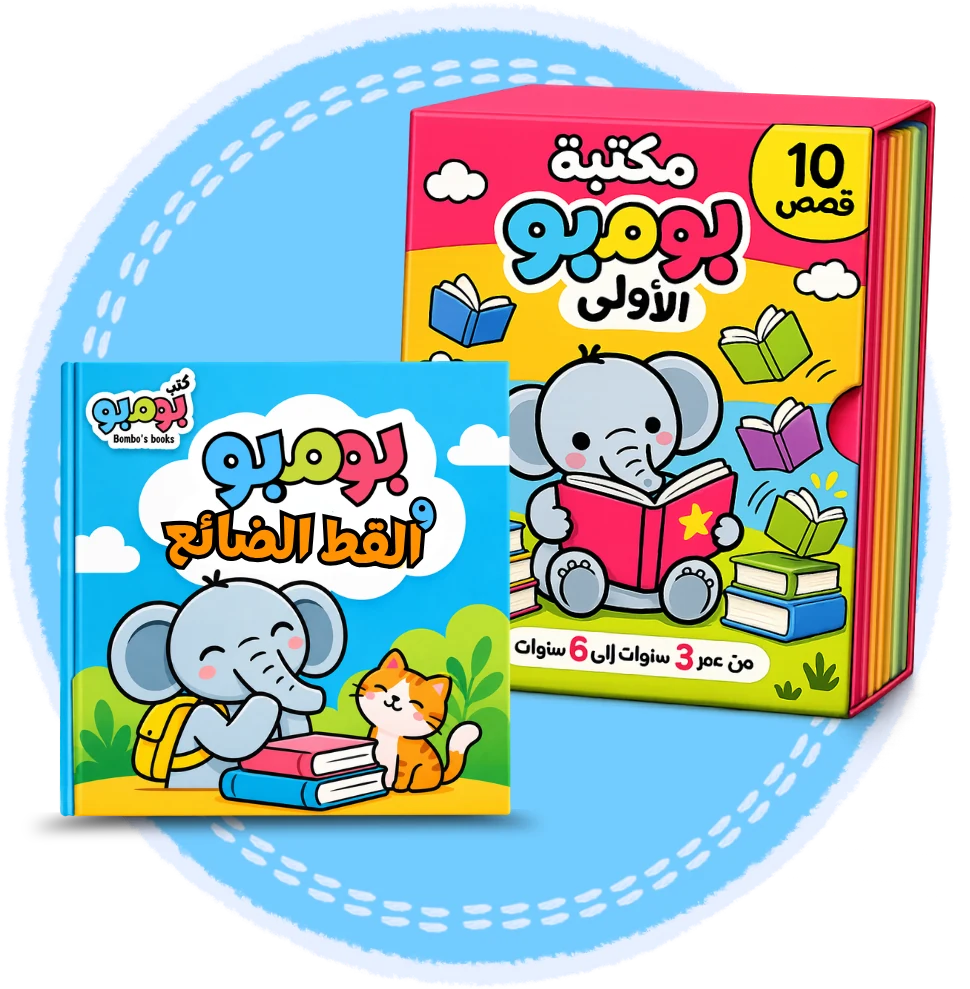 مكتبة
بومبو
الأولى
10
قصص
من عمر 3 سنوات إلى 6 سنوات
كتب
بومبو
Bombo's books
بومبو
و
القط الضائع